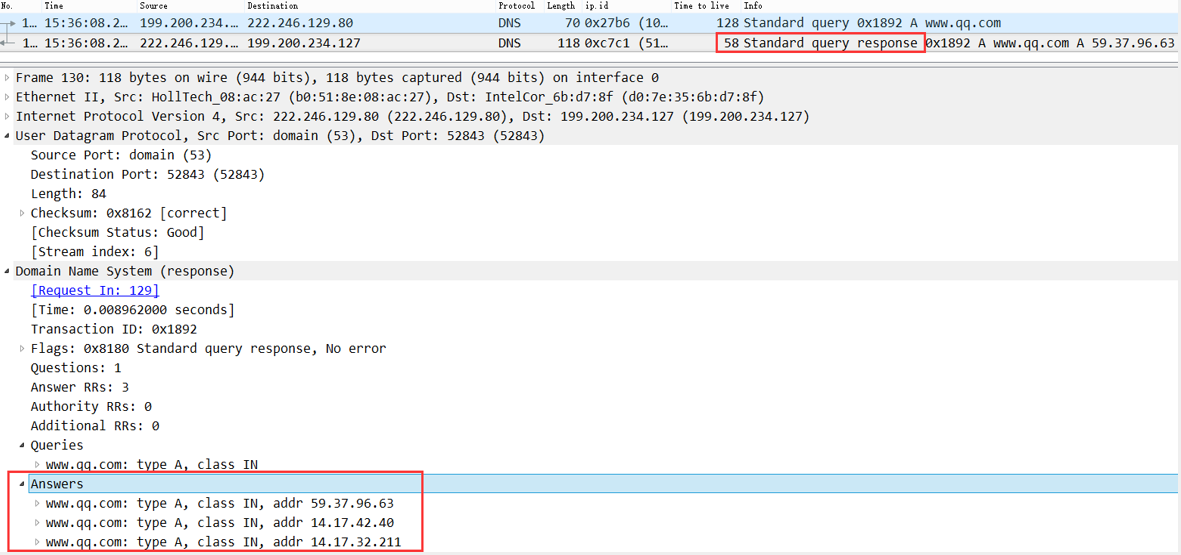 No. Time Source Destination Protocol Length ip.id Time to live Info
1… 15:36:08.2… 199.200.234.… 222.246.129.80 DNS 70 0x27b6 (10… 128 Standard query 0x1892 A www.qq.com
1… 15:36:08.2… 222.246.129.… 199.200.234.127 DNS 118 0xc7c1 (51… 58 Standard query response 0x1892 A www.qq.com A 59.37.96.63
Frame 130: 118 bytes on wire (944 bits), 118 bytes captured (944 bits) on interface 0
Ethernet II, Src: HollTech_08:ac:27 (b0:51:8e:08:ac:27), Dst: IntelCor_6b:d7:8f (d0:7e:35:6b:d7:8f)
Internet Protocol Version 4, Src: 222.246.129.80 (222.246.129.80), Dst: 199.200.234.127 (199.200.234.127)
User Datagram Protocol, Src Port: domain (53), Dst Port: 52843 (52843)
Source Port: domain (53)
Destination Port: 52843 (52843)
Length: 84
Checksum: 0x8162 [correct]
[Checksum Status: Good]
[Stream index: 6]
Domain Name System (response)
[Request In: 129]
[Time: 0.008962000 seconds]
Transaction ID: 0x1892
Flags: 0x8180 Standard query response, No error
Questions: 1
Answer RRs: 3
Authority RRs: 0
Additional RRs: 0
Queries
www.qq.com: type A, class IN
Answers
www.qq.com: type A, class IN, addr 59.37.96.63
www.qq.com: type A, class IN, addr 14.17.42.40
www.qq.com: type A, class IN, addr 14.17.32.211